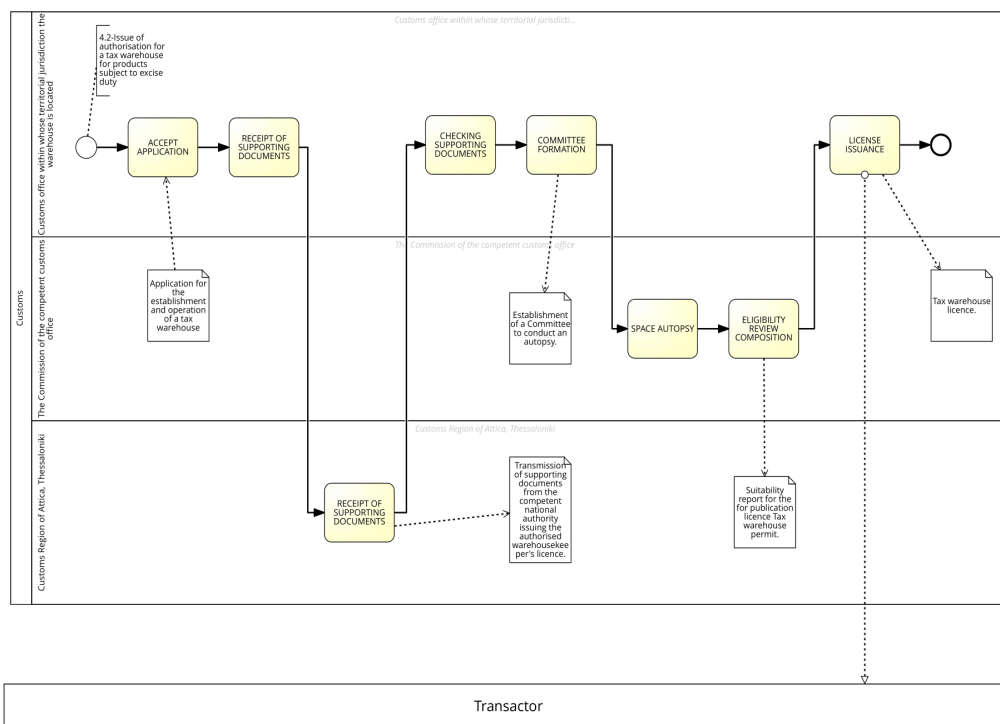 Customs office within whose territorial jurisdicti...
Customs
Customs office within whose territorial jurisdiction the
warehouse is located
4.2-Issue of
authorisation for
a tax warehouse
for products
subject to excise
duty
ACCEPT
APPLICATION
RECEIPT OF
SUPPORTING
DOCUMENTS
CHECKING
SUPPORTING
DOCUMENTS
COMMITTEE
FORMATION
LICENSE
ISSUANCE
The Commission of the competent customs office
The Commission of the competent customs
office
Application for
the
establishment
and operation
of a tax
warehouse
Establishment
of a Committee
to conduct an
autopsy.
SPACE AUTOPSY
ELIGIBILITY
REVIEW
COMPOSITION
Tax warehouse
licence.
Customs Region of Attica, Thessaloniki
Customs Region of Attica, Thessaloniki
RECEIPT OF
SUPPORTING
DOCUMENTS
Transmission
of supporting
documents
from the
competent
national
authority
issuing the
authorised
warehousekee
per's licence.
Suitability
report for the
for publication
licence Tax
warehouse
permit.
Transactor